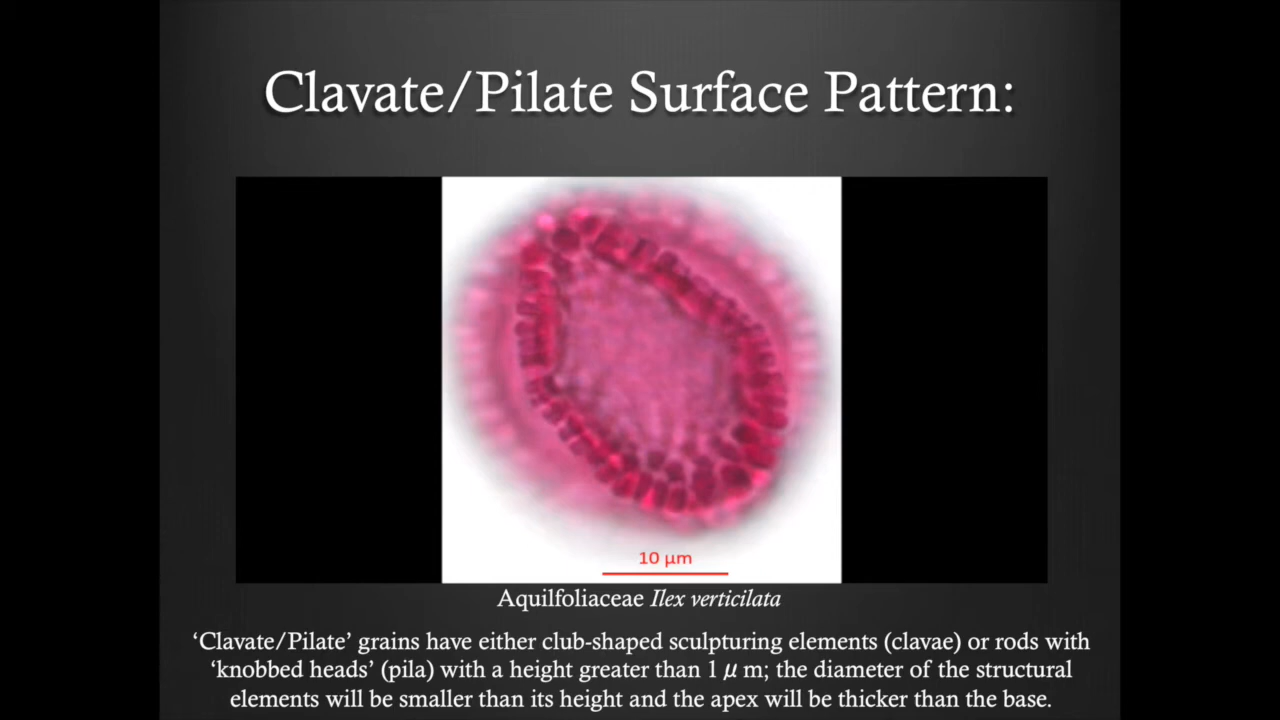 Clavate/Pilate Surface Pattern:
10 µm
Aquilfoliaceae Ilex verticilata
‘Clavate/Pilate’ grains have either club-shaped sculpturing elements (clavae) or rods with
‘knobbed heads’ (pila) with a height greater than 1 µ m; the diameter of the structural
elements will be smaller than its height and the apex will be thicker than the base.